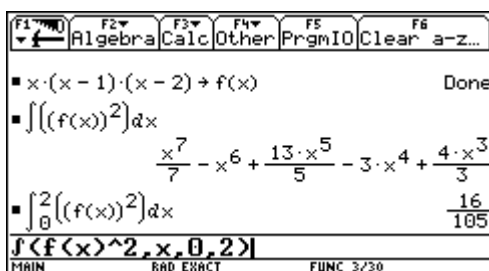 F1 F2 F3 F4 F5 F6
Algebra Calc Other PrgmIO Clear a-z…
▪ x·(x − 1)·(x − 2) → f(x) Done
▪ ∫((f(x))²)dx
x⁷/7 − x⁶ + 13·x⁵/5 − 3·x⁴ + 4·x³/3
▪ ∫₀²((f(x))²)dx 16/105
∫(f(x)^2,x,0,2)
MAIN RAD EXACT FUNC 3/30